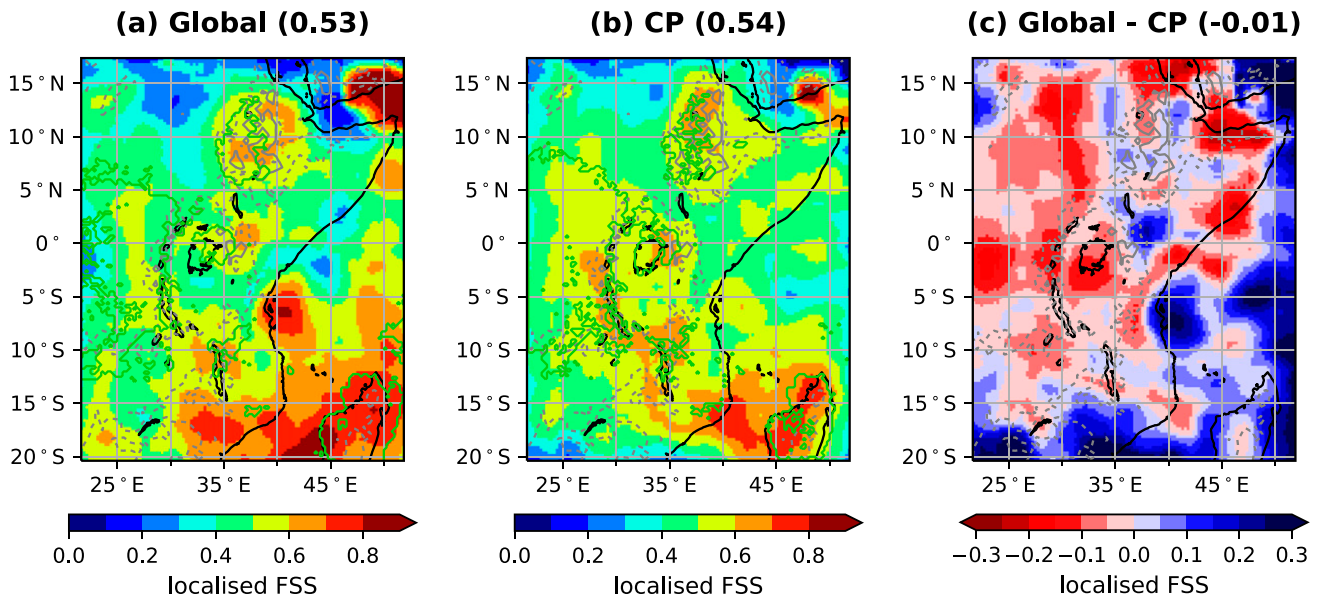 (a) Global (0.53)
(b) CP (0.54)
(c) Global - CP (-0.01)
15°N
10°N
5°N
0°
5°S
10°S
15°S
20°S
25°E
35°E
45°E
15°N
10°N
5°N
0°
5°S
10°S
15°S
20°S
25°E
35°E
45°E
15°N
10°N
5°N
0°
5°S
10°S
15°S
20°S
25°E
35°E
45°E
0.0 0.2 0.4 0.6 0.8
localised FSS
0.0 0.2 0.4 0.6 0.8
localised FSS
−0.3 −0.2 −0.1 0.0 0.1 0.2 0.3
localised FSS